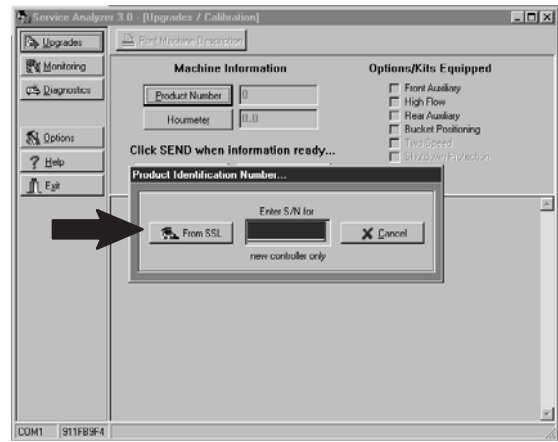 Service Analyzer 3.0 - [Upgrades / Calibration]
Upgrades
Print Machine Description
Monitoring
Diagnostics
Options
Help
Exit
Machine Information
Product Number
0
Hourmeter
0.0
Click SEND when information ready...
Options/Kits Equipped
Front Auxiliary
High Flow
Rear Auxiliary
Bucket Positioning
Two Speed
Shutdown Protection
Product Identification Number...
From SSL
Enter S/N for
new controller only
Cancel
COM1
911FB9F4